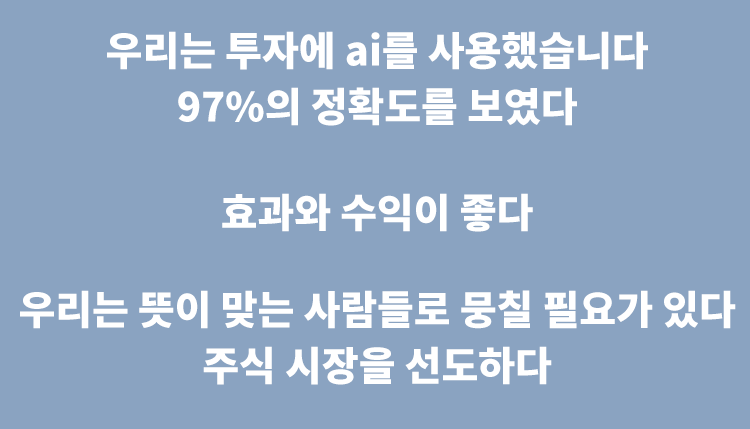 우리는 투자에 ai를 사용했습니다
97%의 정확도를 보였다
효과와 수익이 좋다
우리는 뜻이 맞는 사람들로 뭉칠 필요가 있다
주식 시장을 선도하다